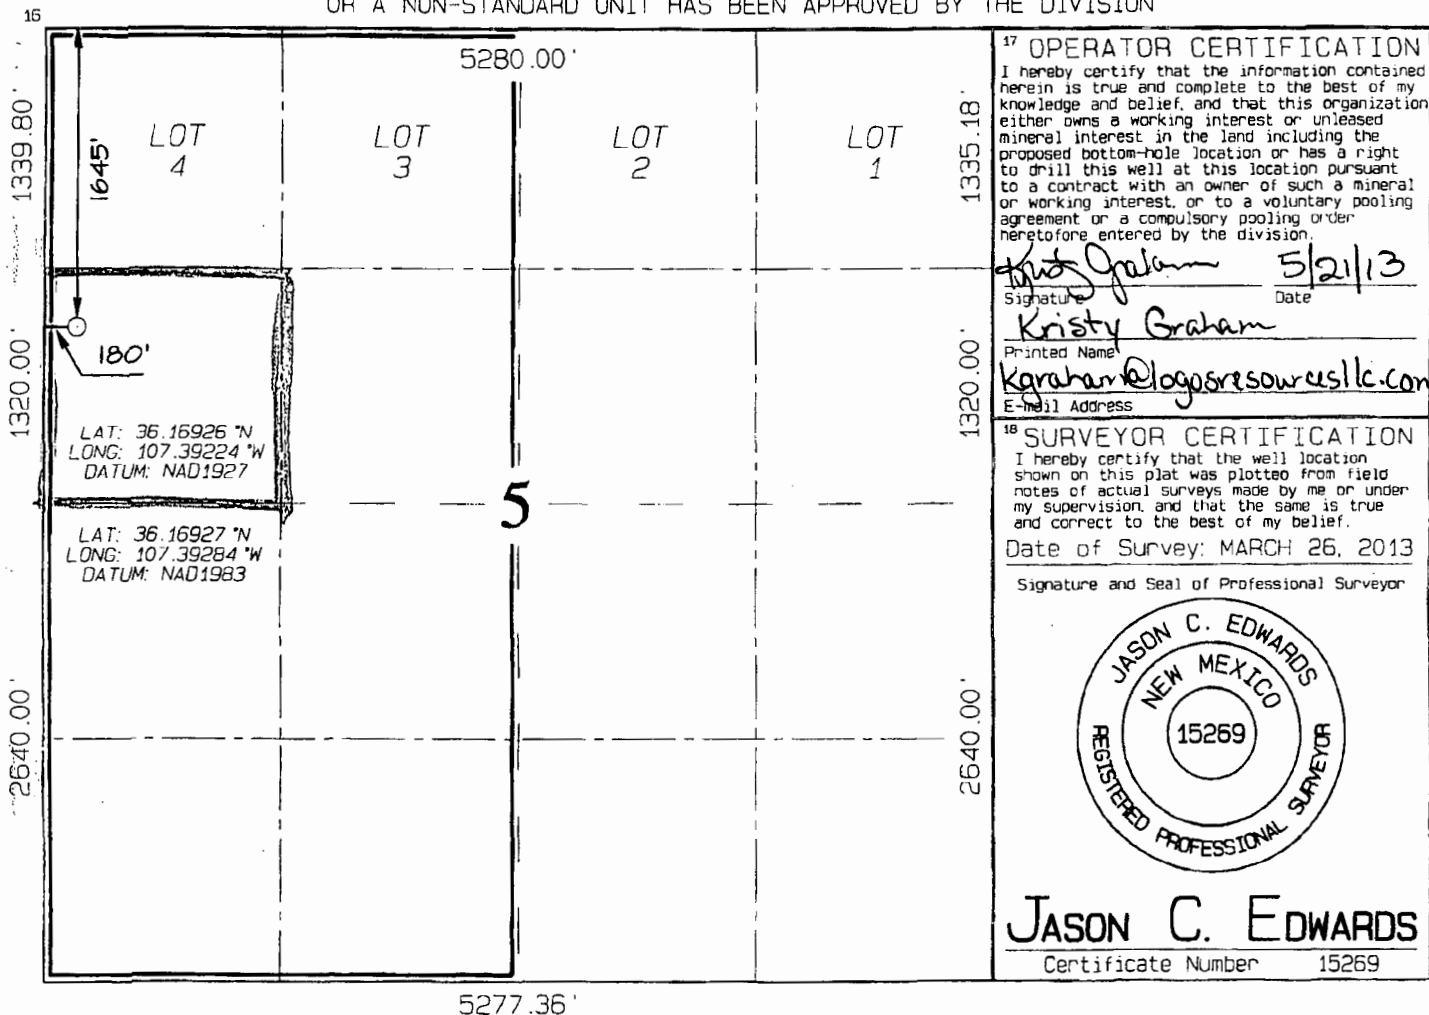 OR A NON-STANDARD UNIT HAS BEEN APPROVED BY THE DIVISION
16
5280.00'
1339.80'
1645'
LOT
4
LOT
3
LOT
2
LOT
1
1335.18'
1320.00'
180'
LAT: 36.16926 °N
LONG: 107.39224 °W
DATUM: NAD1927
1320.00'
5
LAT: 36.16927 °N
LONG: 107.39284 °W
DATUM: NAD1983
2640.00'
2640.00'
5277.36'
17 OPERATOR CERTIFICATION
I hereby certify that the information contained
herein is true and complete to the best of my
knowledge and belief, and that this organization
either owns a working interest or unleased
mineral interest in the land including the
proposed bottom-hole location or has a right
to drill this well at this location pursuant
to a contract with an owner of such a mineral
or working interest, or to a voluntary pooling
agreement or a compulsory pooling order
heretofore entered by the division.
Kristy Graham 5/21/13
Signature Date
Kristy Graham
Printed Name
kgraham@logosresourcesllc.com
E-mail Address
18 SURVEYOR CERTIFICATION
I hereby certify that the well location
shown on this plat was plotted from field
notes of actual surveys made by me or under
my supervision, and that the same is true
and correct to the best of my belief.
Date of Survey: MARCH 26, 2013
Signature and Seal of Professional Surveyor
JASON C. EDWARDS
NEW MEXICO
15269
REGISTERED PROFESSIONAL SURVEYOR
JASON C. EDWARDS
Certificate Number 15269